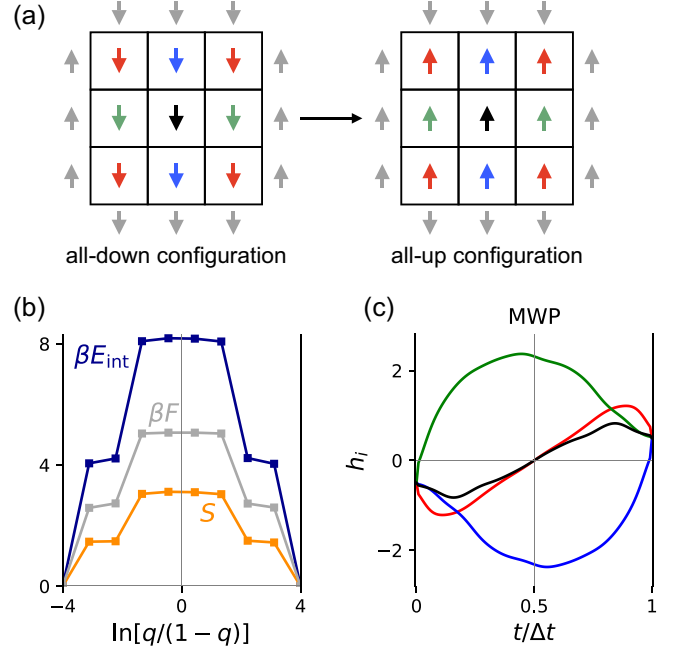 (a)
all-down configuration
all-up configuration
(b)
8
βE_int
βF
4
S
0
−4
0
4
ln[q/(1 − q)]
(c)
MWP
2
0
−2
h_i
0
0.5
1
t/Δt